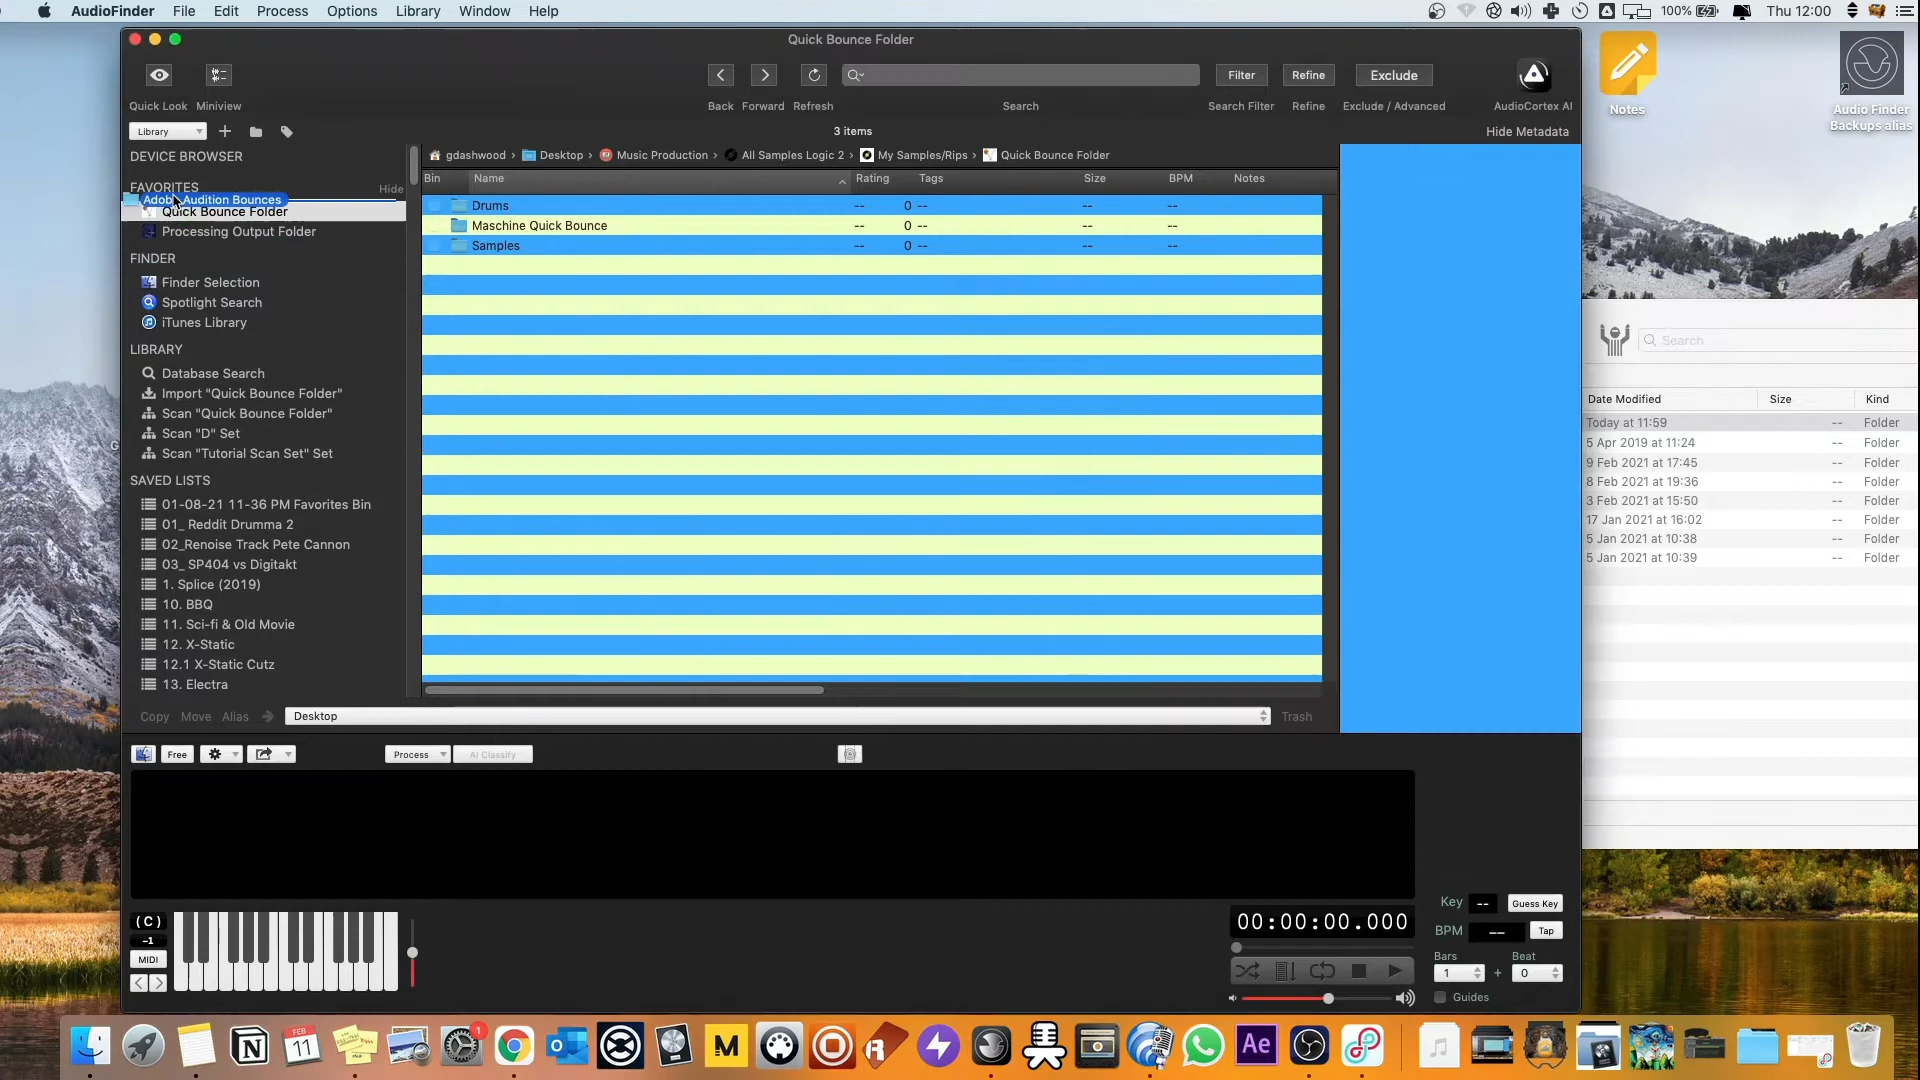 AudioFinder File Edit Process Options Library Window Help
100% Thu 12:00
Quick Bounce Folder
Filter Refine Exclude
Quick Look Miniview Back Forward Refresh Search Search Filter Refine Exclude / Advanced AudioCortex AI
Library 3 items Hide Metadata
DEVICE BROWSER
gdashwood › Desktop › Music Production › All Samples Logic 2 › My Samples/Rips › Quick Bounce Folder
Bin Name Rating Tags Size BPM Notes
FAVORITES Hide
Adobe Audition Bounces
Quick Bounce Folder
Processing Output Folder
FINDER
Finder Selection
Spotlight Search
iTunes Library
LIBRARY
Database Search
Import "Quick Bounce Folder"
Scan "Quick Bounce Folder"
Scan "D" Set
Scan "Tutorial Scan Set" Set
SAVED LISTS
01-08-21 11-36 PM Favorites Bin
01_ Reddit Drumma 2
02_Renoise Track Pete Cannon
03_ SP404 vs Digitakt
1. Splice (2019)
10. BBQ
11. Sci-fi & Old Movie
12. X-Static
12.1 X-Static Cutz
13. Electra
Drums -- 0 -- -- --
Maschine Quick Bounce -- 0 -- -- --
Samples -- 0 -- -- --
Copy Move Alias Desktop Trash
Free Process AI Classify
(C)
-1
MIDI
00:00:00.000
Key -- Guess Key
BPM -- Tap
Bars Beat
1 + 0
Guides
Notes
Audio Finder
Backups alias
Search
Date Modified Size Kind
Today at 11:59 -- Folder
5 Apr 2019 at 11:24 -- Folder
9 Feb 2021 at 17:45 -- Folder
8 Feb 2021 at 19:36 -- Folder
3 Feb 2021 at 15:50 -- Folder
17 Jan 2021 at 16:02 -- Folder
5 Jan 2021 at 10:38 -- Folder
5 Jan 2021 at 10:39 -- Folder
FEB
11
1
M
Ae